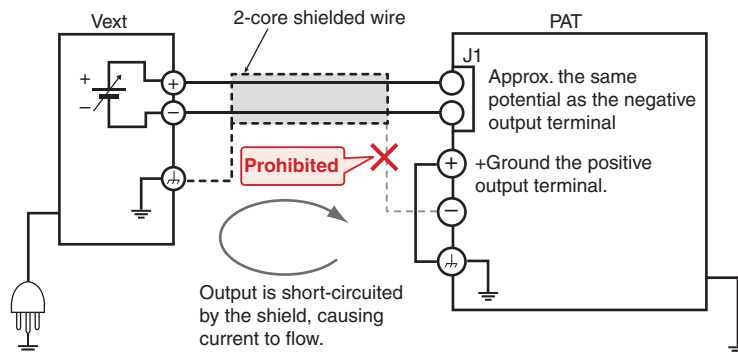 2-core shielded wire
Vext
PAT
J1
+
−
+
−
Approx. the same
potential as the negative
output terminal
Prohibited
+
+Ground the positive
output terminal.
−
Output is short-circuited
by the shield, causing
current to flow.